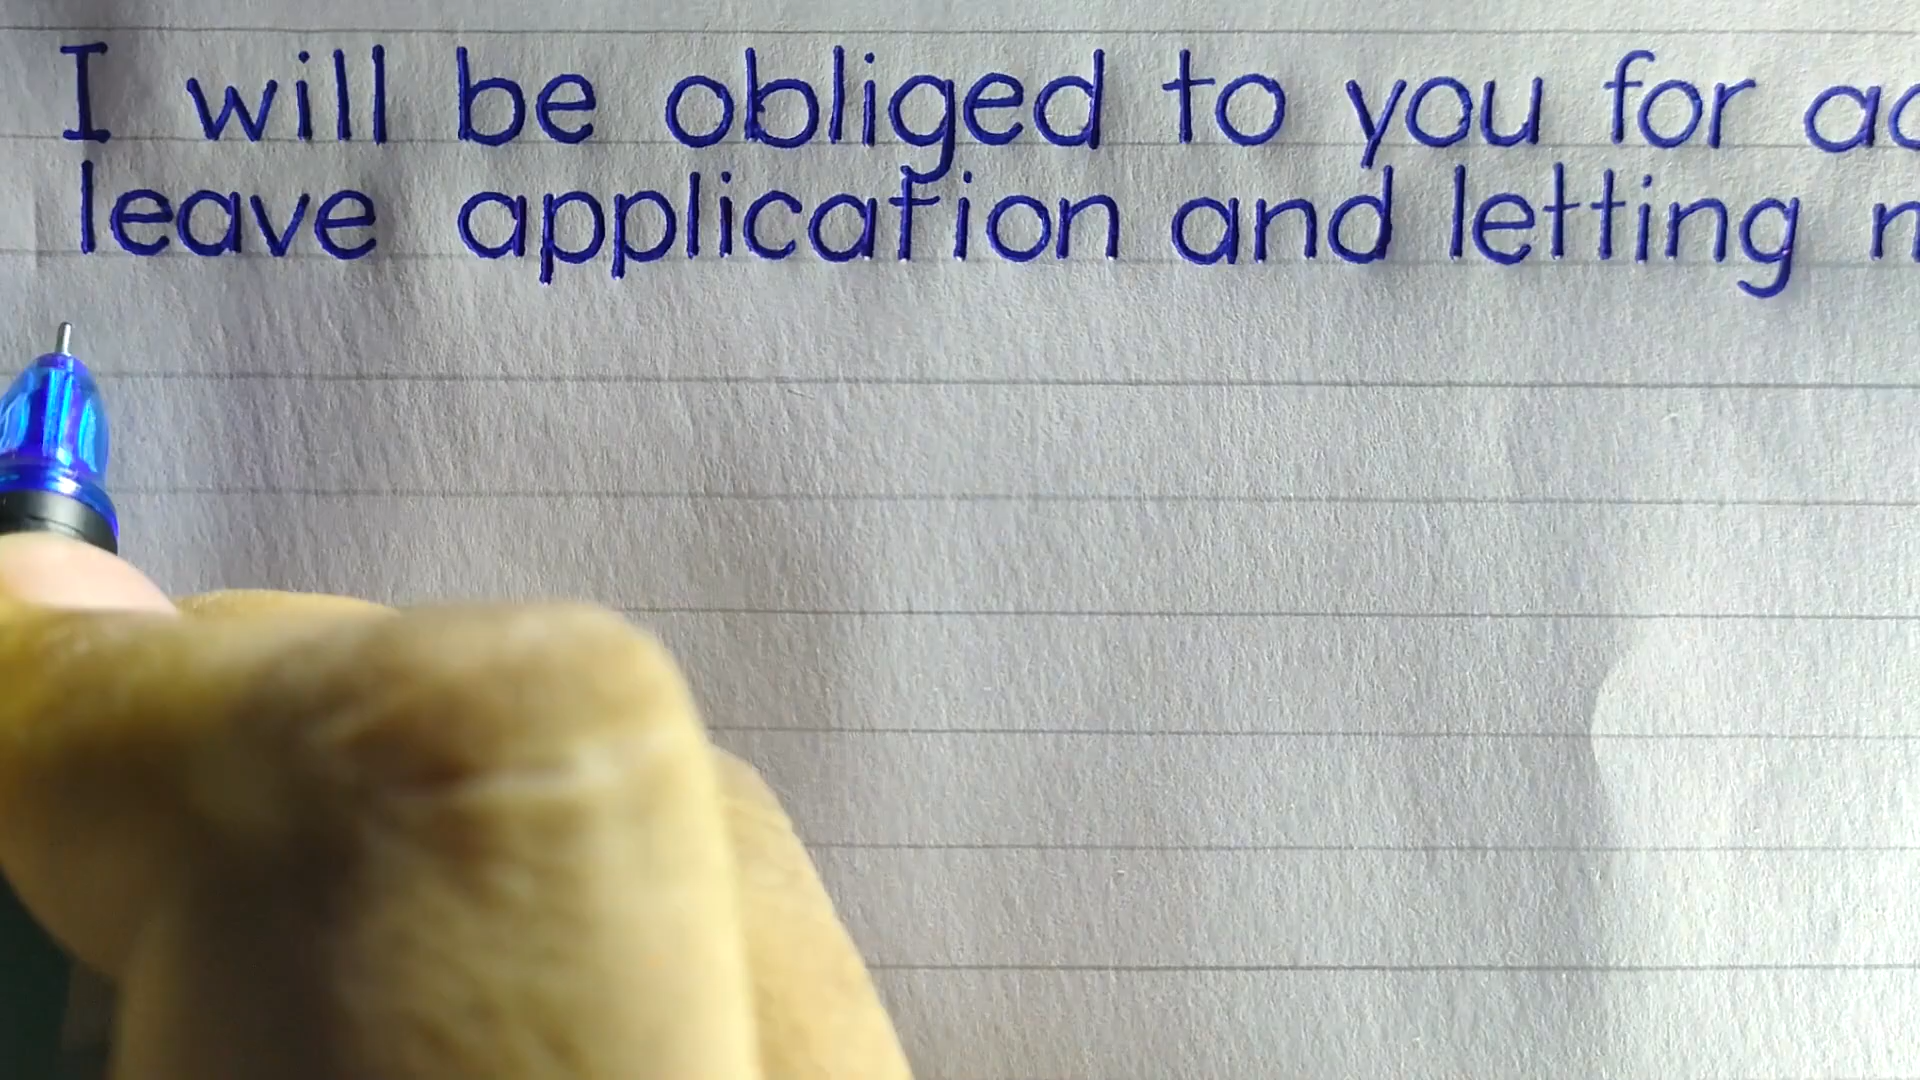 I will be obliged to you for
leave application and letting